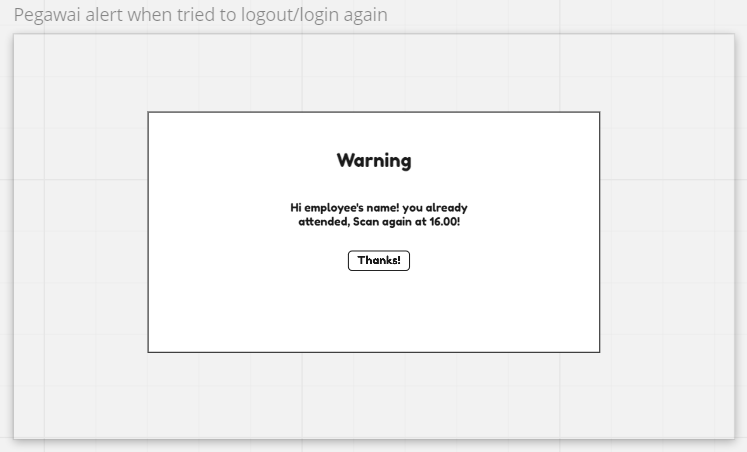 Pegawai alert when tried to logout/login again
Warning
Hi employee's name! you already
attended, Scan again at 16.00!
Thanks!